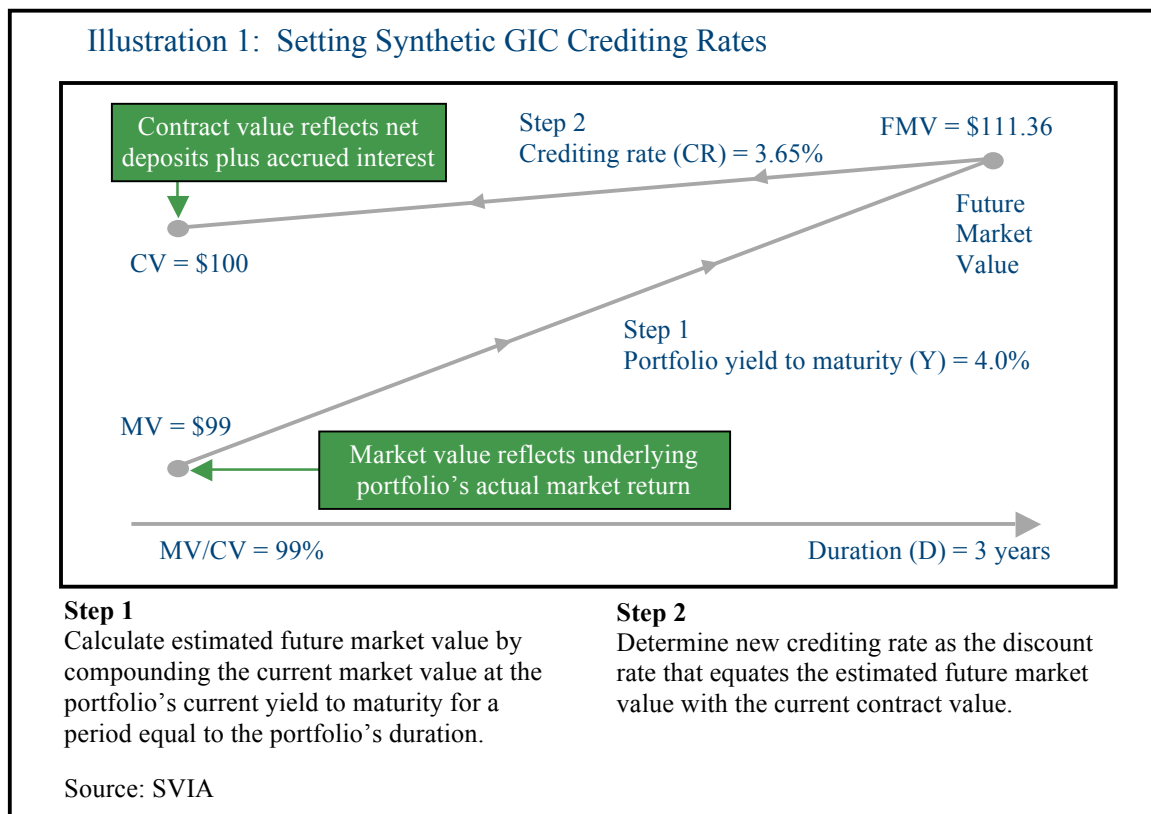 Illustration 1: Setting Synthetic GIC Crediting Rates
Contract value reflects net
deposits plus accrued interest
Step 2
Crediting rate (CR) = 3.65%
FMV = $111.36
Future
Market
Value
CV = $100
Step 1
Portfolio yield to maturity (Y) = 4.0%
MV = $99
Market value reflects underlying
portfolio’s actual market return
MV/CV = 99%
Duration (D) = 3 years
Step 1
Calculate estimated future market value by
compounding the current market value at the
portfolio’s current yield to maturity for a
period equal to the portfolio’s duration.
Step 2
Determine new crediting rate as the discount
rate that equates the estimated future market
value with the current contract value.
Source: SVIA